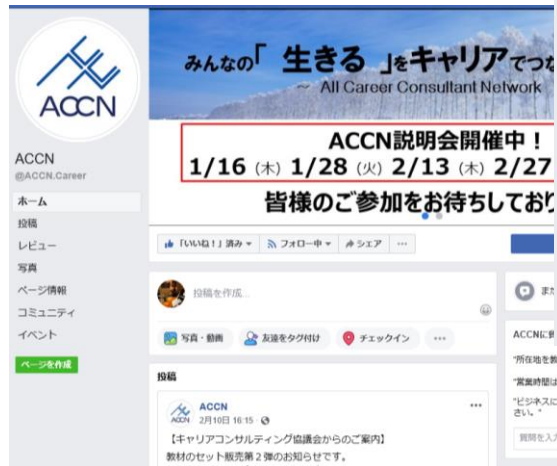 みんなの「 生きる 」をキャリアでつな
～ All Career Consultant Network
ACCN
ACCN説明会開催中！
1/16 (木) 1/28 (火) 2/13 (木) 2/27
皆様のご参加をお待ちしており
ACCN
@ACCN.Career
ホーム
投稿
レビュー
写真
ページ情報
コミュニティ
イベント
ページを作成
「いいね！」済み フォロー中 シェア ...
投稿を作成...
写真・動画 友達をタグ付け チェックイン ...
投稿
ACCN
ACCN
2月10日 16:15
【キャリアコンサルティング協議会からのご案内】
教材のセット販売第２弾のお知らせです。
また
ACCNに
"所在地を教
"営業時間は
"ビジネスに
さい。"
質問を入力